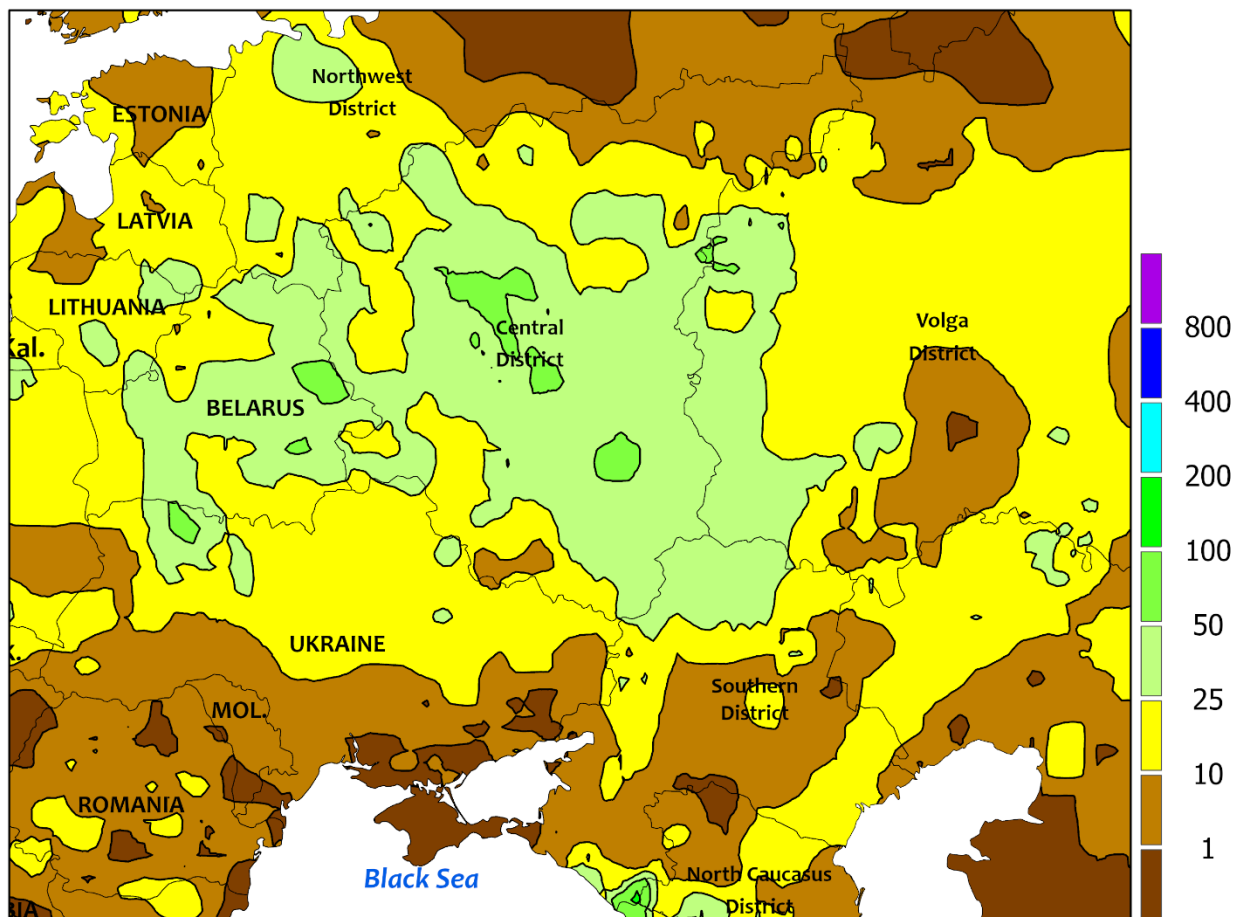 Northwest
District
ESTONIA
LATVIA
LITHUANIA
Kal.
Central
District
Volga
District
BELARUS
UKRAINE
MOL.
Southern
District
ROMANIA
Black Sea
North Caucasus
District
800
400
200
100
50
25
10
1